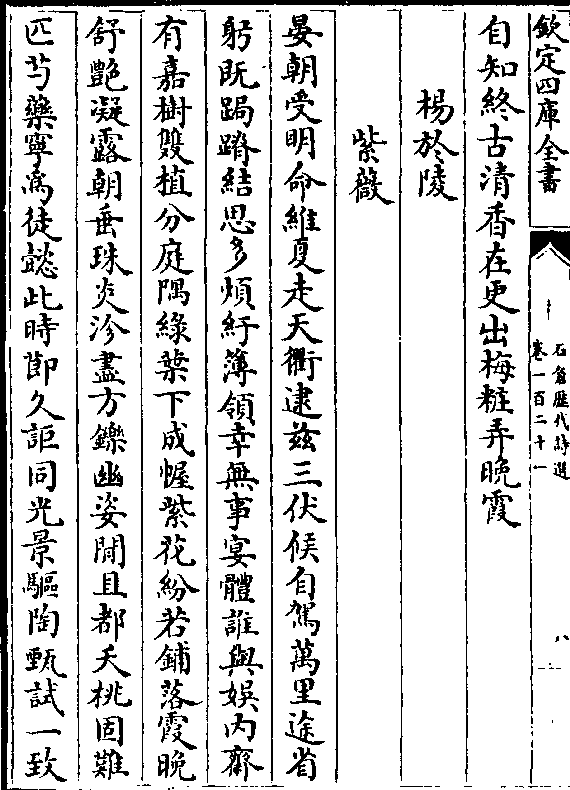 欽定四庫全書
石倉歴代詩選
卷一百二十一
八
自知終古清香在更出梅粧弄晩霞
楊於陵
紫薇
晏朝受明命維夏走天衢逮兹三伏候自駕萬里途省
躬既跼蹐結思多煩紆簿領幸無事宴體誰與娛内齋
有嘉樹雙植分庭隅緑葉下成幄紫花紛若鋪落霞晩
舒艷凝露朝垂珠炎沴盡方鑠幽姿閒且都夭桃固難
匹芍藥寧為徒懿此時節久詎同光景驅陶甄試一致